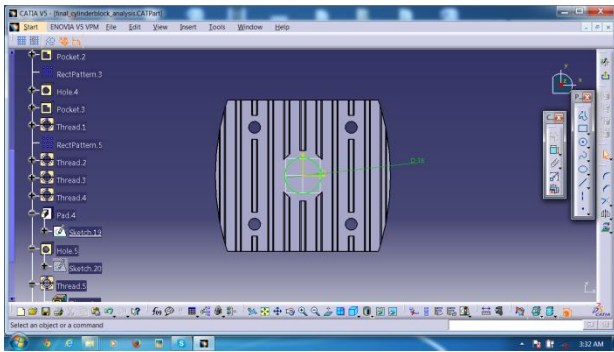 CATIA V5 - [final_cylinderblock_analysis.CATPart]
Start ENOVIA V5 VPM File Edit View Insert Tools Window Help
Pocket.2
RectPattern.3
Hole.4
Pocket.3
Thread.1
RectPattern.5
Thread.2
Thread.3
Thread.4
Pad.4
Sketch.19
Hole.5
Sketch.20
Thread.5
Select an object or a command
3:32 AM